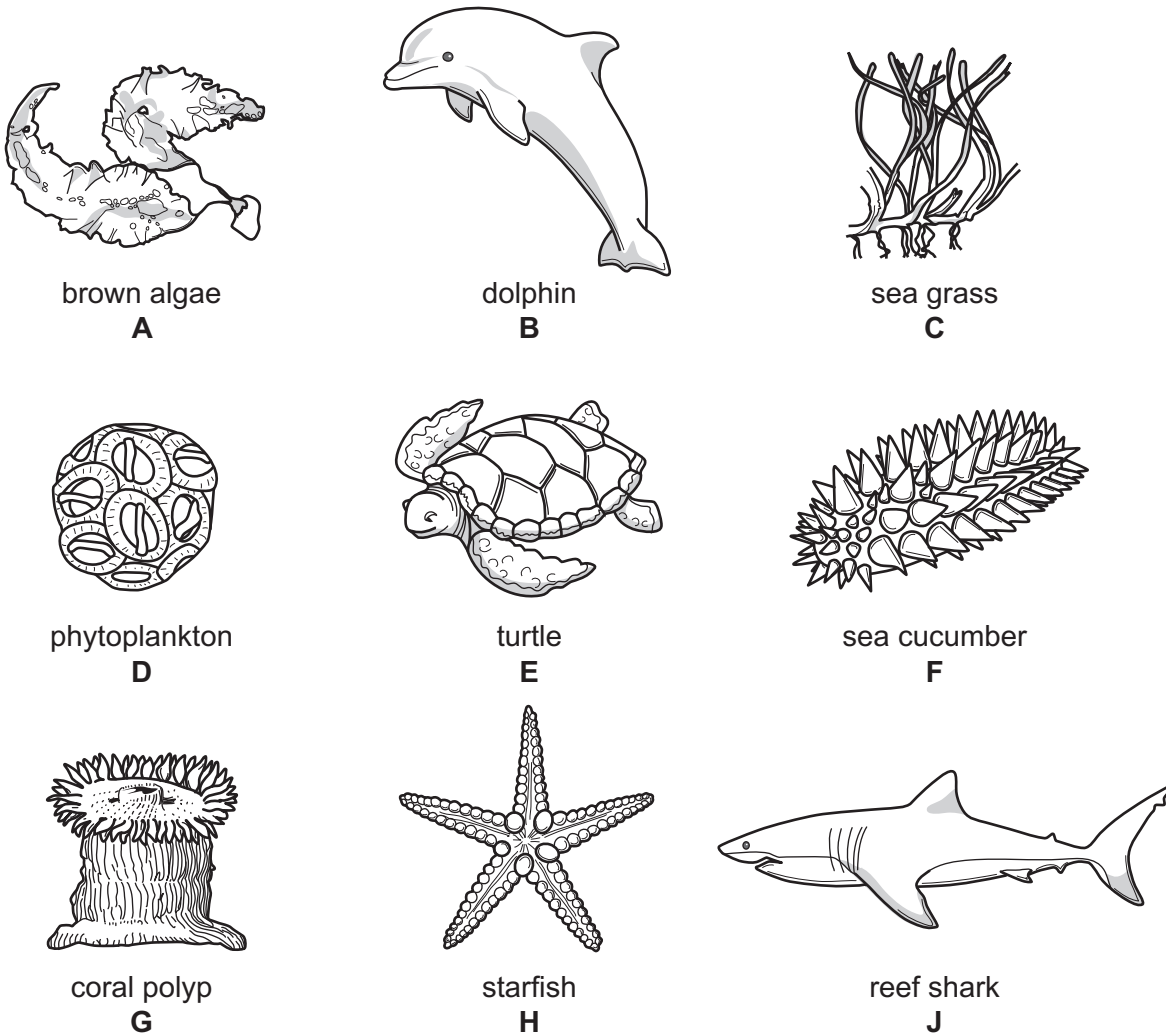 brown algae
A
dolphin
B
sea grass
C
phytoplankton
D
turtle
E
sea cucumber
F
coral polyp
G
starfish
H
reef shark
J